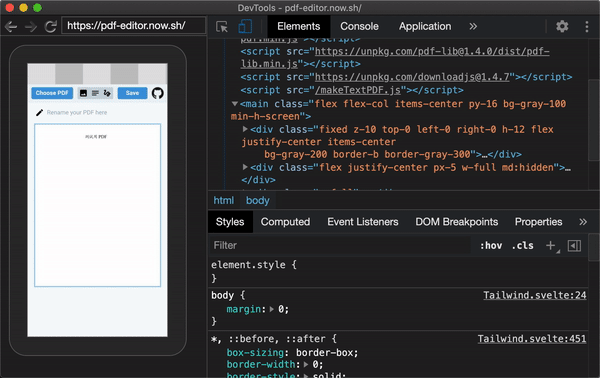 DevTools - pdf-editor.now.sh/
https://pdf-editor.now.sh/
Elements
Console
Application
»
Choose PDF
Save
Rename your PDF here
pdf.min.js"></script>
<script src="https://unpkg.com/pdf-lib@1.4.0/dist/pdf-
lib.min.js"></script>
<script src="https://unpkg.com/downloadjs@1.4.7"></script>
<script src="/makeTextPDF.js"></script>
▼<main class="flex flex-col items-center py-16 bg-gray-100
min-h-screen">
▶<div class="fixed z-10 top-0 left-0 right-0 h-12 flex
justify-center items-center
bg-gray-200 border-b border-gray-300">…</div>
▶<div class="flex justify-center px-5 w-full md:hidden">…
</div>
html body
Styles
Computed
Event Listeners
DOM Breakpoints
Properties
»
Filter
:hov .cls
element.style {
}
body {
Tailwind.svelte:24
margin: ▶ 0;
}
*, ::before, ::after {
Tailwind.svelte:451
box-sizing: border-box;
border-width: ▶ 0;
border-style: ▶ solid;